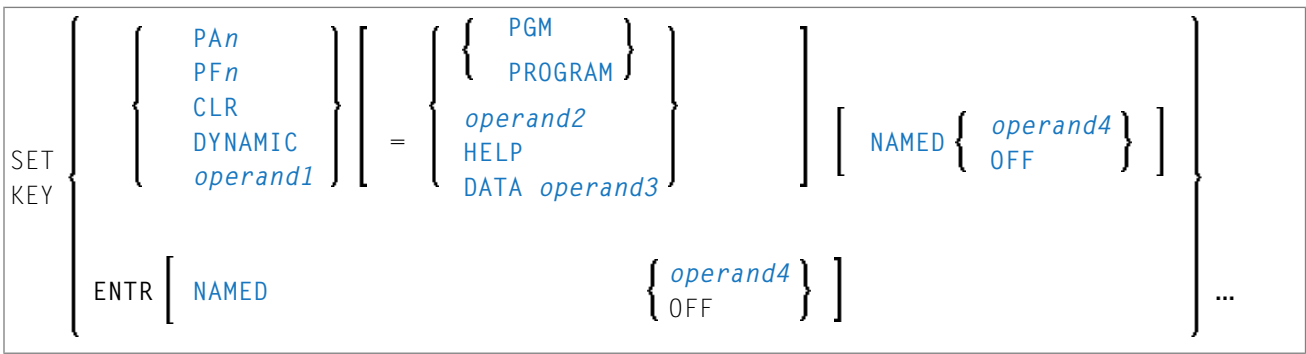 PGM
PAn
PFn
PROGRAM
CLR
operand2
operand4
DYNAMIC
=
HELP
NAMED
OFF
SET
operand1
DATA operand3
KEY
operand4
ENTR
NAMED
OFF
...